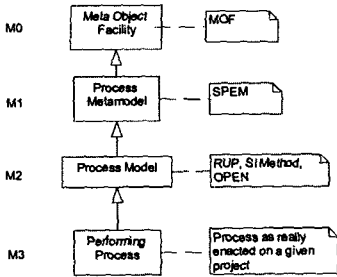 M0
Meta Object
Facility
MOF
M1
Process
Metamodel
SPEM
M2
Process Model
RUP, SI Method,
OPEN
M3
Performing
Process
Process as really
enacted on a given
project